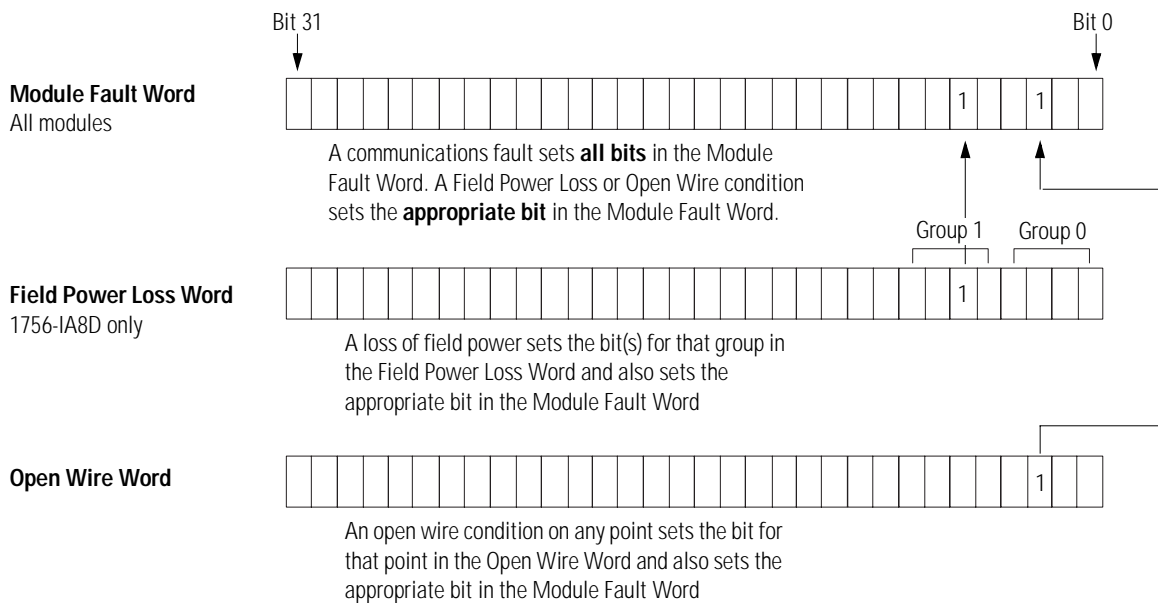 Bit 31
Bit 0
Module Fault Word
All modules
1
1
A communications fault sets all bits in the Module
Fault Word. A Field Power Loss or Open Wire condition
sets the appropriate bit in the Module Fault Word.
Group 1
Group 0
Field Power Loss Word
1756-IA8D only
1
A loss of field power sets the bit(s) for that group in
the Field Power Loss Word and also sets the
appropriate bit in the Module Fault Word
Open Wire Word
1
An open wire condition on any point sets the bit for
that point in the Open Wire Word and also sets the
appropriate bit in the Module Fault Word